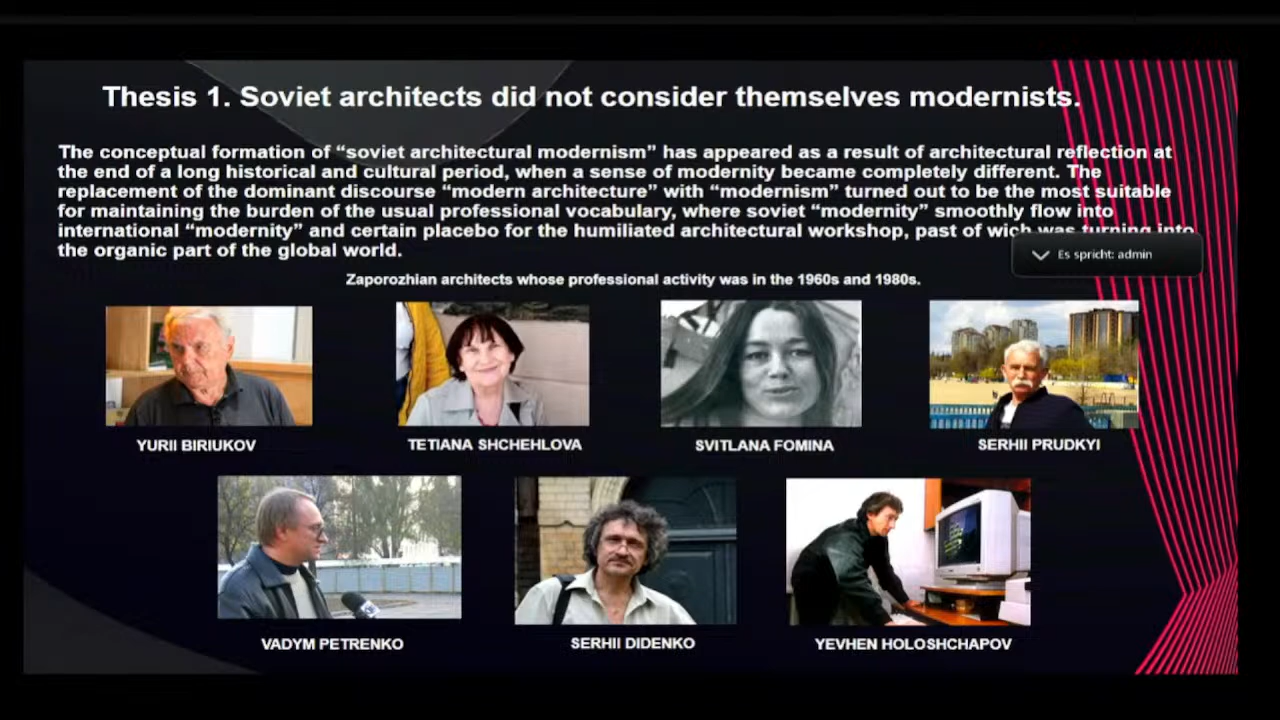 Thesis 1. Soviet architects did not consider themselves modernists.
The conceptual formation of “soviet architectural modernism” has appeared as a result of architectural reflection at
the end of a long historical and cultural period, when a sense of modernity became completely different. The
replacement of the dominant discourse “modern architecture” with “modernism” turned out to be the most suitable
for maintaining the burden of the usual professional vocabulary, where soviet “modernity” smoothly flow into
international “modernity” and certain placebo for the humiliated architectural workshop, past of wich was turning into
the organic part of the global world.
Es spricht: admin
Zaporozhian architects whose professional activity was in the 1960s and 1980s.
YURII BIRIUKOV
TETIANA SHCHEHLOVA
SVITLANA FOMINA
SERHII PRUDKYI
VADYM PETRENKO
SERHII DIDENKO
YEVHEN HOLOSHCHAPOV